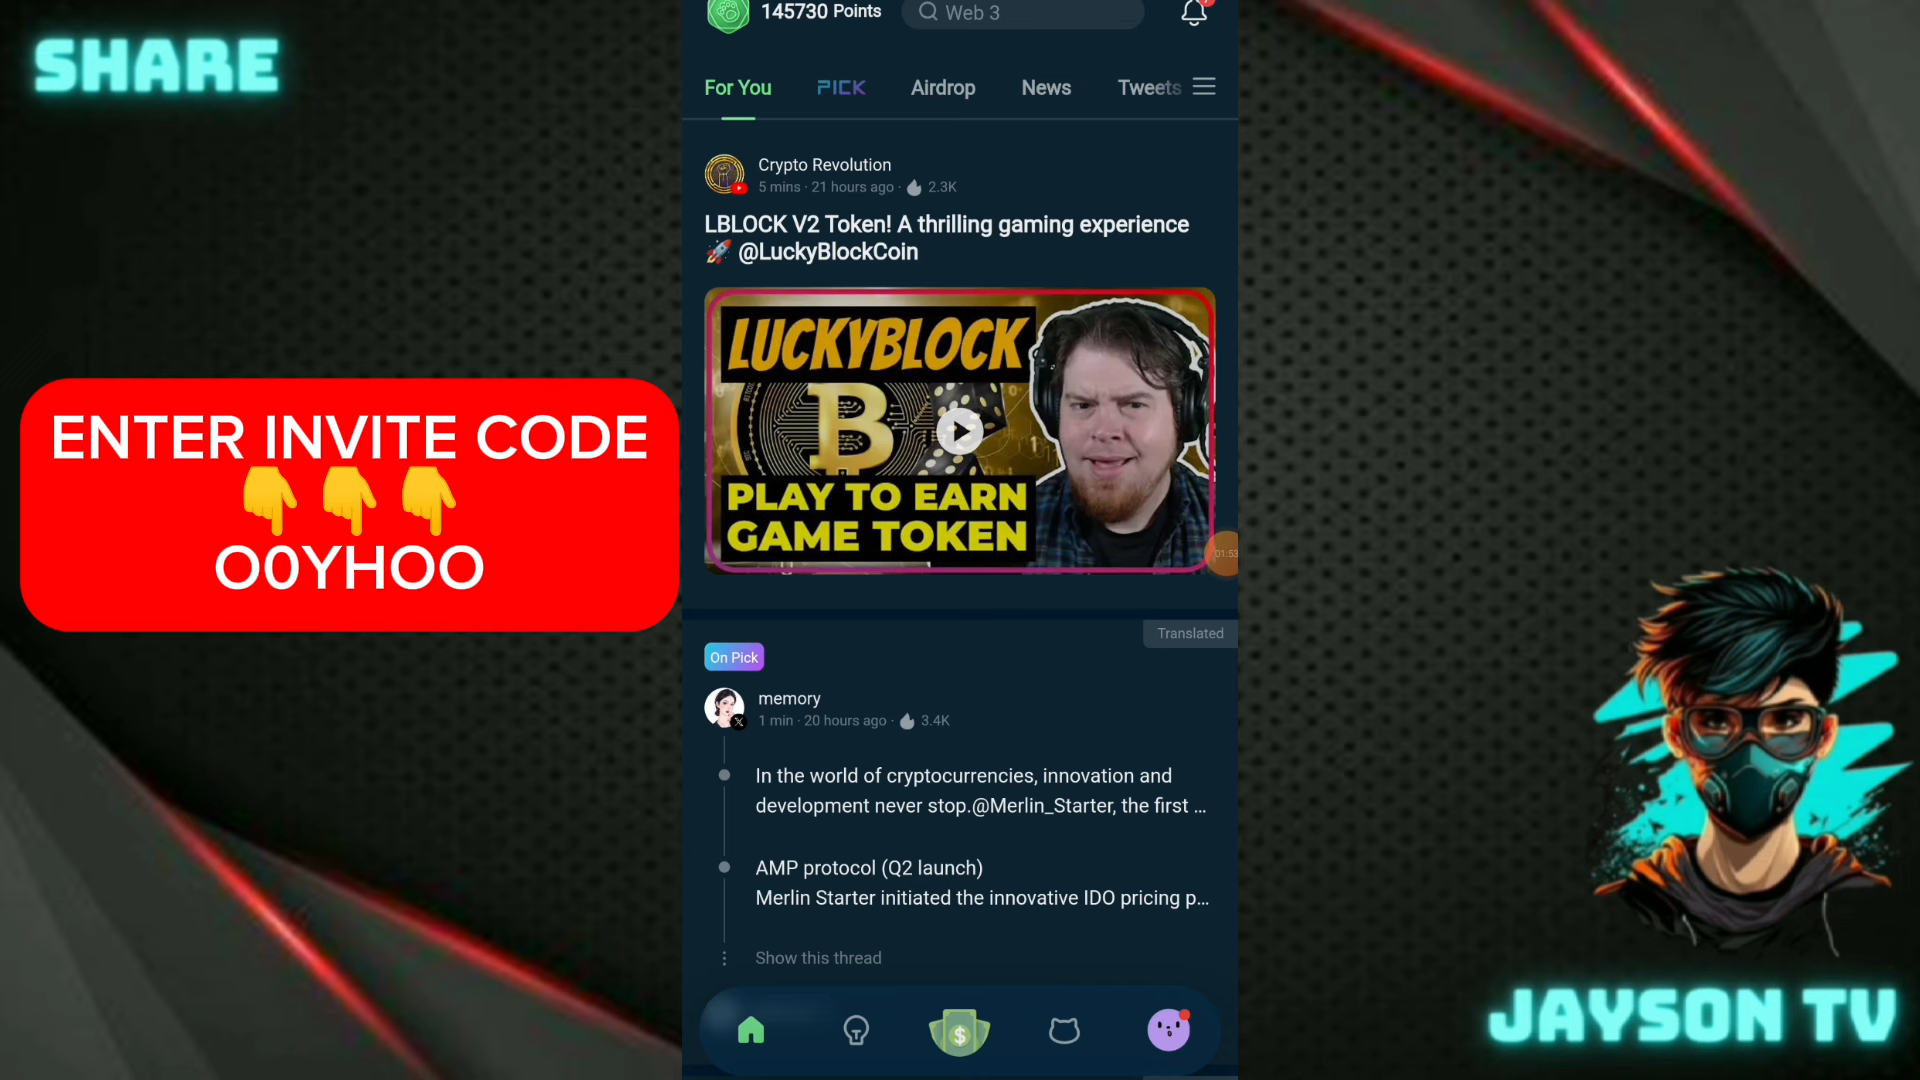 SHARE
145730 Points
Web 3
For You
PICK
Airdrop
News
Tweets
Crypto Revolution
5 mins · 21 hours ago · 2.3K
LBLOCK V2 Token! A thrilling gaming experience
🚀 @LuckyBlockCoin
LUCKYBLOCK
PLAY TO EARN
GAME TOKEN
01:53
ENTER INVITE CODE
👇👇👇
O0YHOO
Translated
On Pick
memory
1 min · 20 hours ago · 3.4K
In the world of cryptocurrencies, innovation and
development never stop.@Merlin_Starter, the first ...
AMP protocol (Q2 launch)
Merlin Starter initiated the innovative IDO pricing p...
Show this thread
JAYSON TV